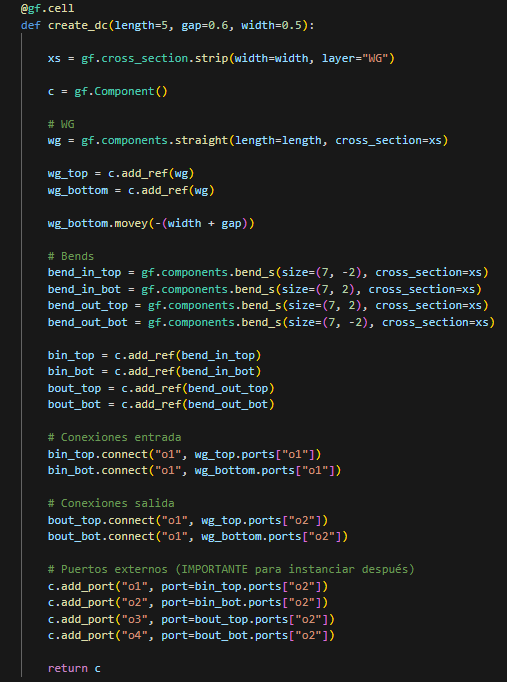 @gf.cell
def create_dc(length=5, gap=0.6, width=0.5):
xs = gf.cross_section.strip(width=width, layer="WG")
c = gf.Component()
# WG
wg = gf.components.straight(length=length, cross_section=xs)
wg_top = c.add_ref(wg)
wg_bottom = c.add_ref(wg)
wg_bottom.movey(-(width + gap))
# Bends
bend_in_top = gf.components.bend_s(size=(7, -2), cross_section=xs)
bend_in_bot = gf.components.bend_s(size=(7, 2), cross_section=xs)
bend_out_top = gf.components.bend_s(size=(7, 2), cross_section=xs)
bend_out_bot = gf.components.bend_s(size=(7, -2), cross_section=xs)
bin_top = c.add_ref(bend_in_top)
bin_bot = c.add_ref(bend_in_bot)
bout_top = c.add_ref(bend_out_top)
bout_bot = c.add_ref(bend_out_bot)
# Conexiones entrada
bin_top.connect("o1", wg_top.ports["o1"])
bin_bot.connect("o1", wg_bottom.ports["o1"])
# Conexiones salida
bout_top.connect("o1", wg_top.ports["o2"])
bout_bot.connect("o1", wg_bottom.ports["o2"])
# Puertos externos (IMPORTANTE para instanciar después)
c.add_port("o1", port=bin_top.ports["o2"])
c.add_port("o2", port=bin_bot.ports["o2"])
c.add_port("o3", port=bout_top.ports["o2"])
c.add_port("o4", port=bout_bot.ports["o2"])
return c